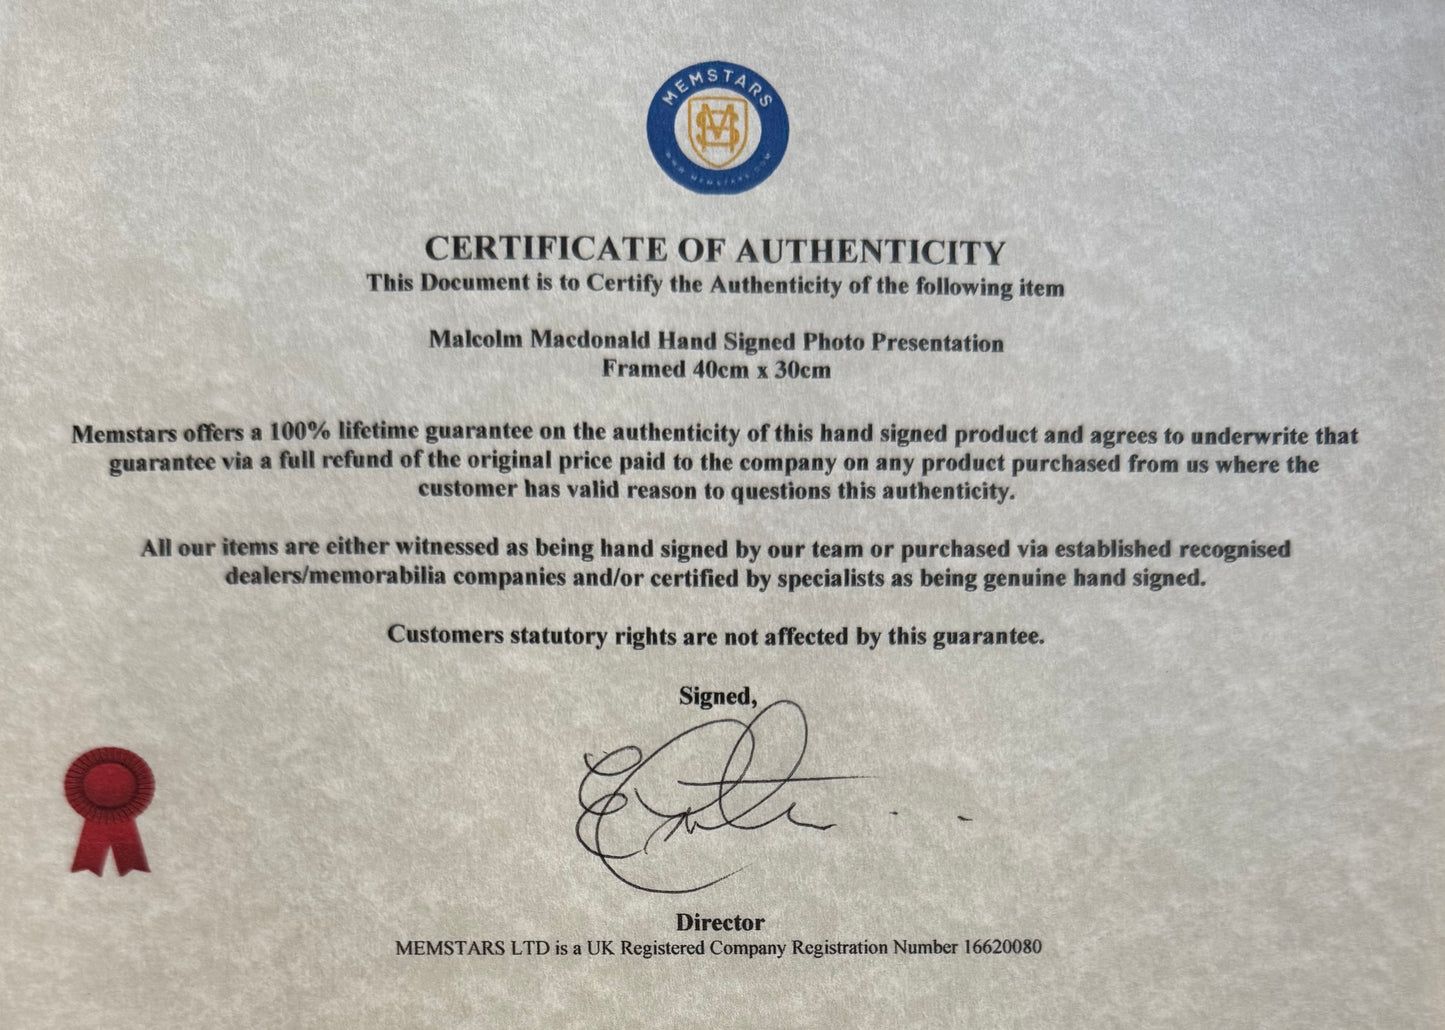 MEMSTARS
MS
WWW.MEMSTARS.COM
CERTIFICATE OF AUTHENTICITY
This Document is to Certify the Authenticity of the following item
Malcolm Macdonald Hand Signed Photo Presentation
Framed 40cm x 30cm
Memstars offers a 100% lifetime guarantee on the authenticity of this hand signed product and agrees to underwrite that
guarantee via a full refund of the original price paid to the company on any product purchased from us where the
customer has valid reason to questions this authenticity.
All our items are either witnessed as being hand signed by our team or purchased via established recognised
dealers/memorabilia companies and/or certified by specialists as being genuine hand signed.
Customers statutory rights are not affected by this guarantee.
Signed,
Director
MEMSTARS LTD is a UK Registered Company Registration Number 16620080